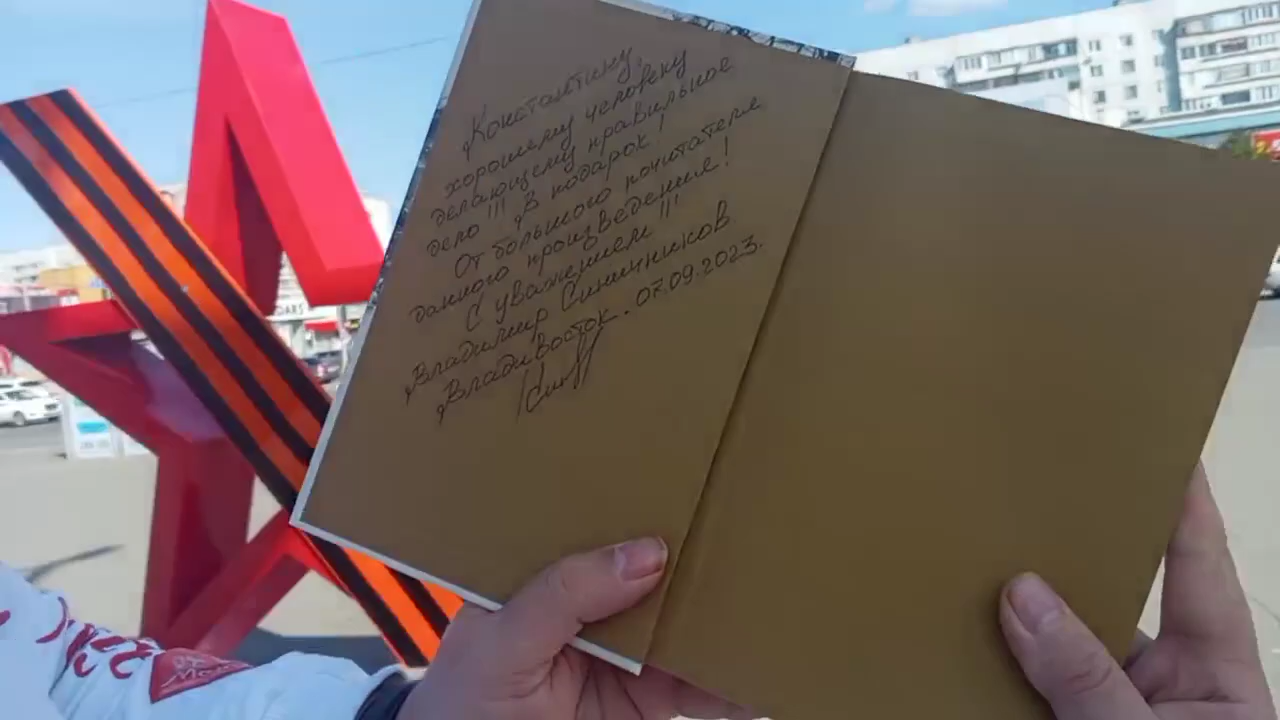 Константину,
хорошему человеку
делающему правильное
дело !!! В подарок !
От большого почитателя
данного произведения !
С уважением !!!
Владимир Синичников.
Владивосток. 07.09.2023.